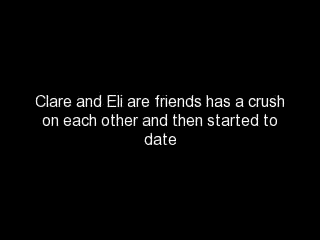 Clare and Eli are friends has a crush
on each other and then started to
date